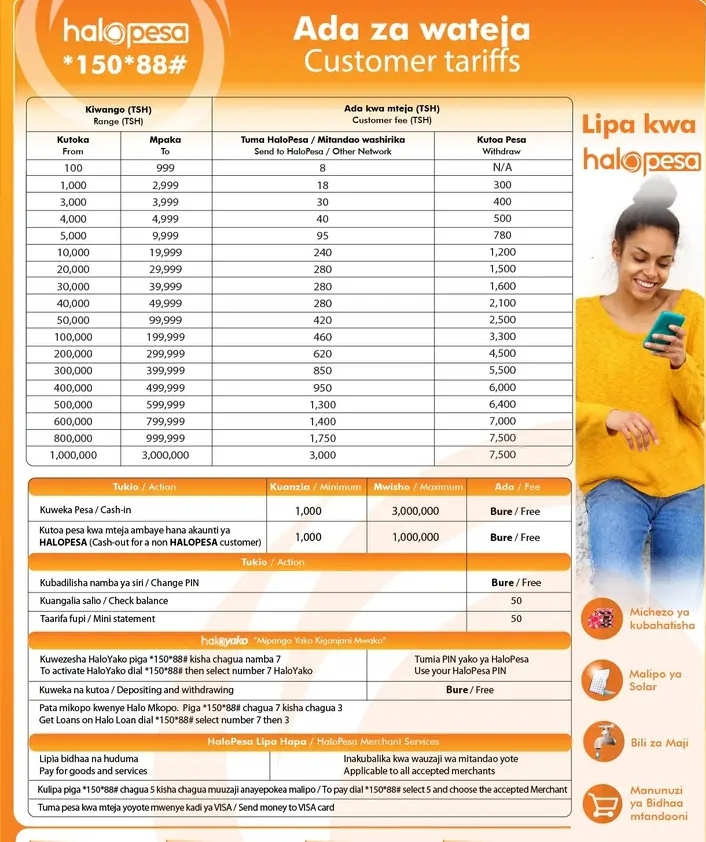 halopesa
*150*88#
Ada za wateja
Customer tariffs
Kiwango (TSH)
Range (TSH)
Ada kwa mteja (TSH)
Customer fee (TSH)
Kutoka
From
Mpaka
To
Tuma HaloPesa / Mitandao washirika
Send to HaloPesa / Other Network
Kutoa Pesa
Withdraw
100 999 8 N/A
1,000 2,999 18 300
3,000 3,999 30 400
4,000 4,999 40 500
5,000 9,999 95 780
10,000 19,999 240 1,200
20,000 29,999 280 1,500
30,000 39,999 280 1,600
40,000 49,999 280 2,100
50,000 99,999 420 2,500
100,000 199,999 460 3,300
200,000 299,999 620 4,500
300,000 399,999 850 5,500
400,000 499,999 950 6,000
500,000 599,999 1,300 6,400
600,000 799,999 1,400 7,000
800,000 999,999 1,750 7,500
1,000,000 3,000,000 3,000 7,500
Tukio / Action Kuanzia / Minimum Mwisho / Maximum Ada / Fee
Kuweka Pesa / Cash-in 1,000 3,000,000 Bure / Free
Kutoa pesa kwa mteja ambaye hana akaunti ya
HALOPESA (Cash-out for a non HALOPESA customer) 1,000 1,000,000 Bure / Free
Tukio / Action
Kubadilisha namba ya siri / Change PIN Bure / Free
Kuangalia salio / Check balance 50
Taarifa fupi / Mini statement 50
haloyako "Mipango Yako Kiganjani Mwako"
Kuwezesha HaloYako piga *150*88# kisha chagua namba 7
To activate HaloYako dial *150*88# then select number 7 HaloYako
Tumia PIN yako ya HaloPesa
Use your HaloPesa PIN
Kuweka na kutoa / Depositing and withdrawing Bure / Free
Pata mikopo kwenye Halo Mkopo. Piga *150*88# chagua 7 kisha chagua 3
Get Loans on Halo Loan dial *150*88# select number 7 then 3
HaloPesa Lipa Hapa / HaloPesa Merchant Services
Lipia bidhaa na huduma
Pay for goods and services
Inakubalika kwa wauzaji wa mitandao yote
Applicable to all accepted merchants
Kulipa piga *150*88# chagua 5 kisha chagua muuzaji anayepokea malipo / To pay dial *150*88# select 5 and choose the accepted Merchant
Tuma pesa kwa mteja yoyote mwenye kadi ya VISA / Send money to VISA card
Lipa kwa
halopesa
Michezo ya
kubahatisha
Malipo ya
Solar
Bili za Maji
Manunuzi
ya Bidhaa
mtandaoni